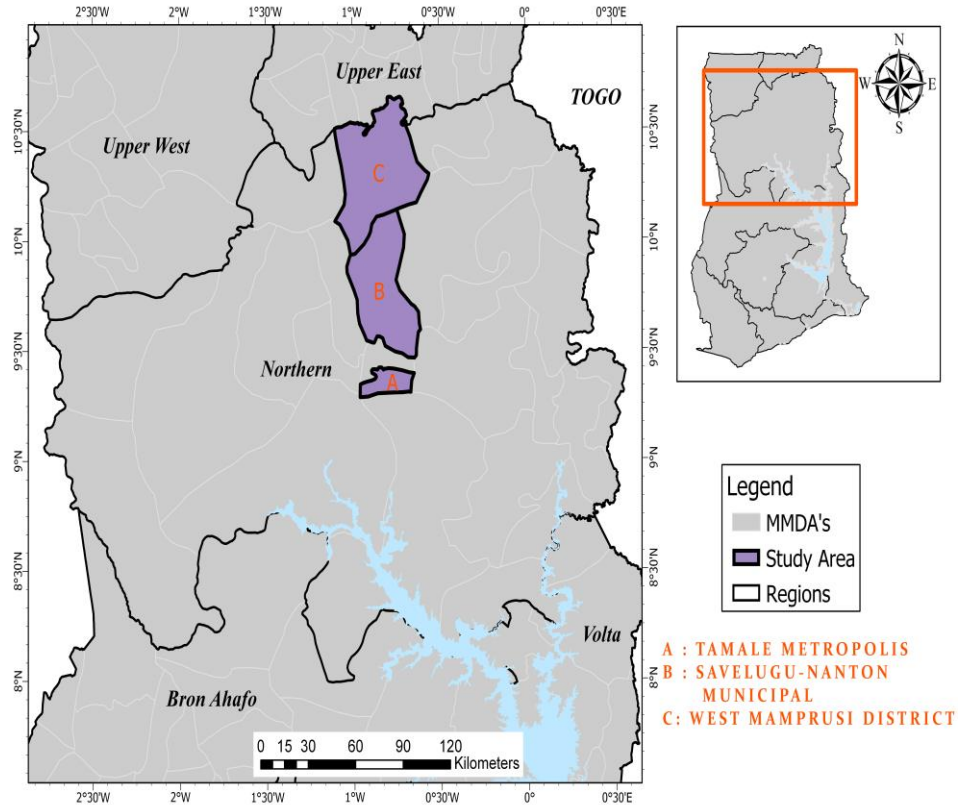 2°30'W 2°W 1°30'W 1°W 0°30'W 0° 0°30'E
Upper East
TOGO
Upper West
10°30'N
10°N
9°30'N
9°N
8°30'N
8°N
C
B
A
Northern
Volta
Bron Ahafo
0 15 30 60 90 120
Kilometers
10°30'N
10°N
9°30'N
9°N
8°30'N
8°N
2°30'W 2°W 1°30'W 1°W 0°30'W 0° 0°30'E
N
W E
S
Legend
MMDA's
Study Area
Regions
A : TAMALE METROPOLIS
B : SAVELUGU-NANTON
MUNICIPAL
C: WEST MAMPRUSI DISTRICT